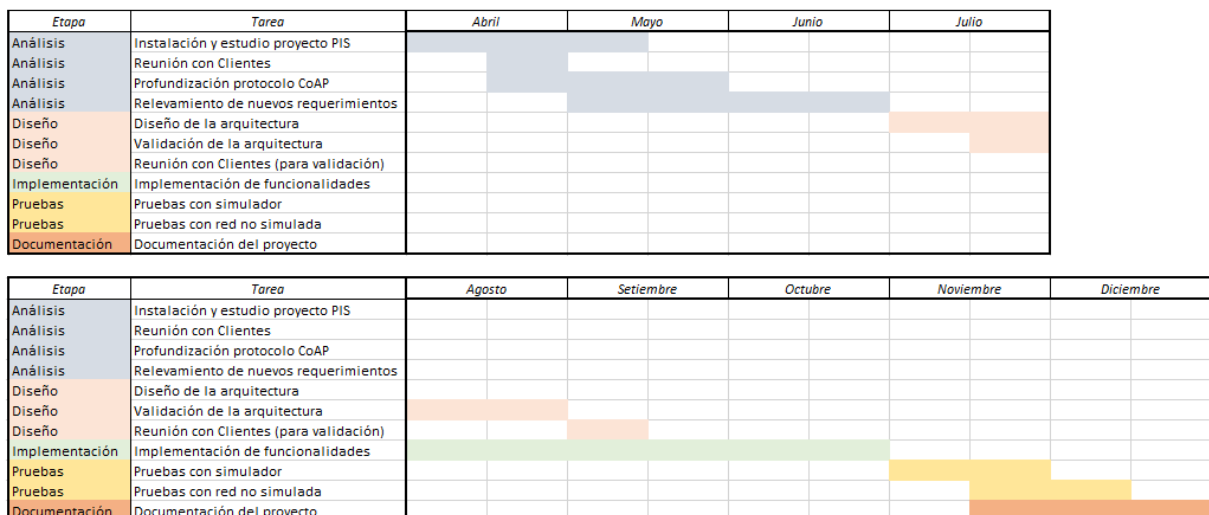 Etapa Tarea Abril Mayo Junio Julio
Análisis Instalación y estudio proyecto PIS
Análisis Reunión con Clientes
Análisis Profundización protocolo CoAP
Análisis Relevamiento de nuevos requerimientos
Diseño Diseño de la arquitectura
Diseño Validación de la arquitectura
Diseño Reunión con Clientes (para validación)
Implementación Implementación de funcionalidades
Pruebas Pruebas con simulador
Pruebas Pruebas con red no simulada
Documentación Documentación del proyecto
Etapa Tarea Agosto Setiembre Octubre Noviembre Diciembre
Análisis Instalación y estudio proyecto PIS
Análisis Reunión con Clientes
Análisis Profundización protocolo CoAP
Análisis Relevamiento de nuevos requerimientos
Diseño Diseño de la arquitectura
Diseño Validación de la arquitectura
Diseño Reunión con Clientes (para validación)
Implementación Implementación de funcionalidades
Pruebas Pruebas con simulador
Pruebas Pruebas con red no simulada
Documentación Documentación del proyecto